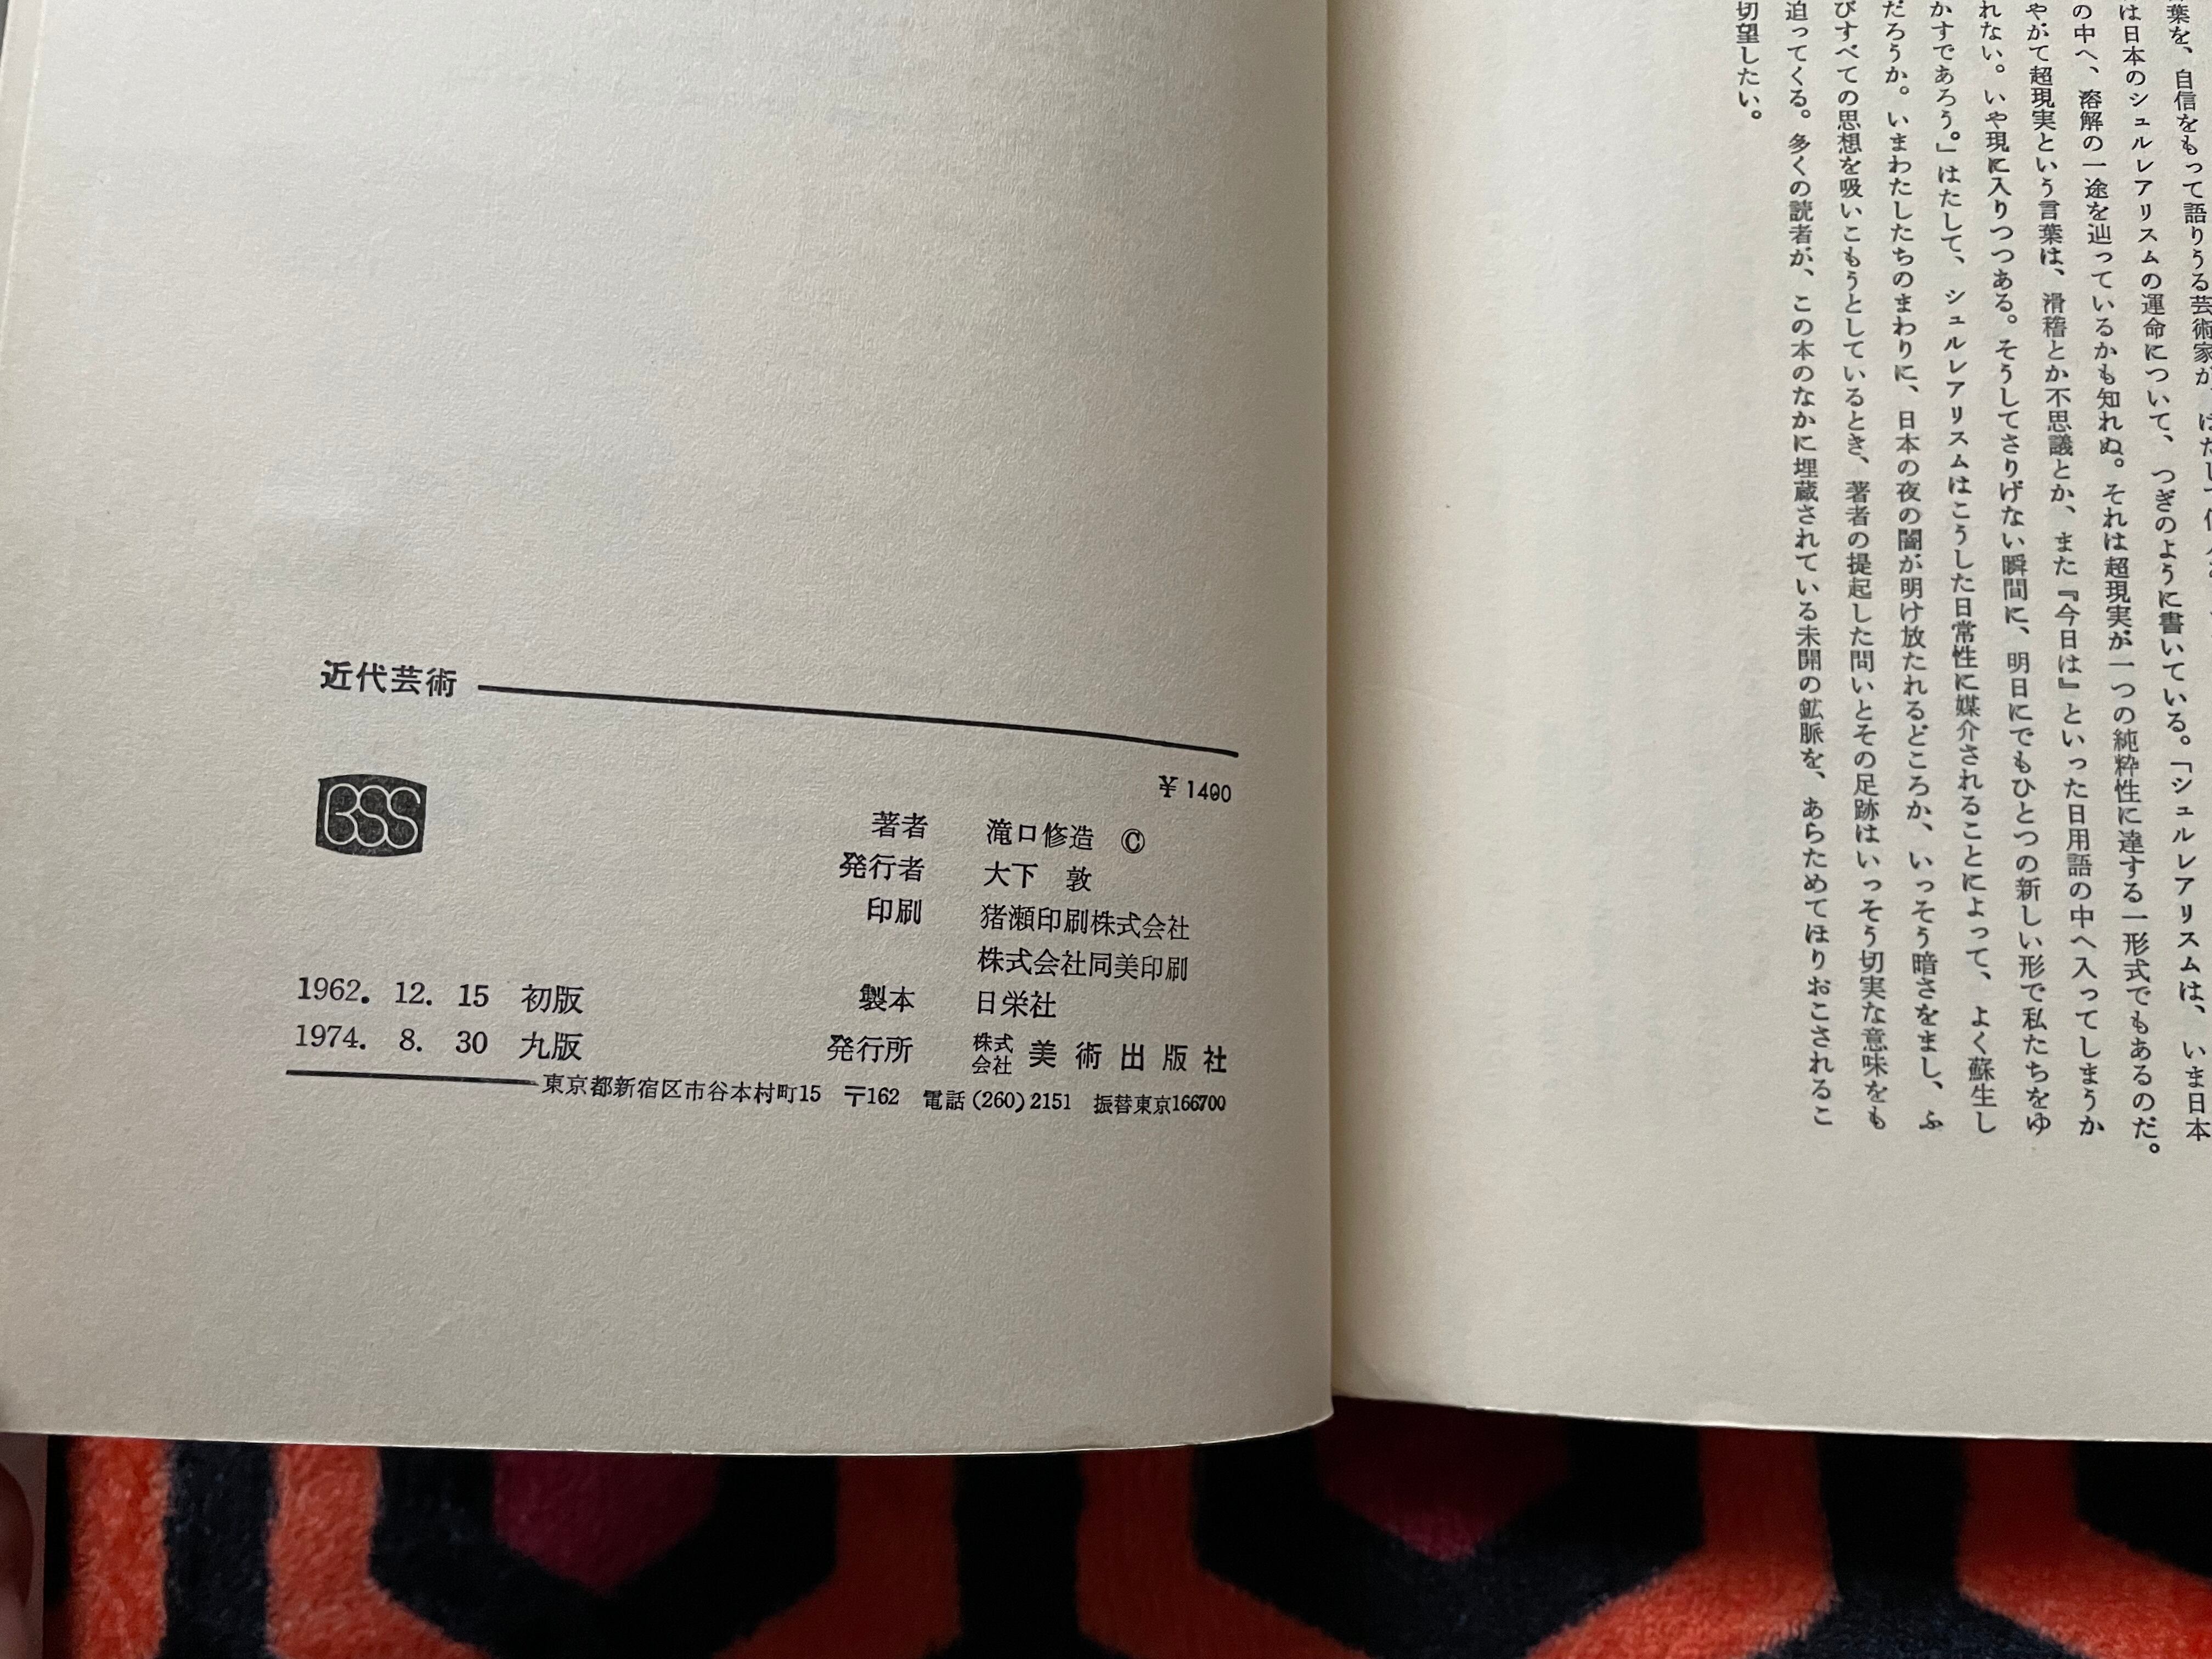 葉を、自信をもって語りうる芸術家が、はたして
は日本のシュルレアリスムの運命について、つぎのように書いている。「シュルレアリスムは、いま日本
の中へ、溶解の一途を辿っているかも知れぬ。それは超現実が一つの純粋性に達する一形式でもあるのだ。
やがて超現実という言葉は、滑稽とか不思議とか、また『今日は』といった日用語の中へ入ってしまうか
れない。いや現に入りつつある。そうしてさりげない瞬間に、明日にでもひとつの新しい形で私たちをゆ
かすであろう。」はたして、シュルレアリスムはこうした日常性に媒介されることによって、よく蘇生し
だろうか。いまわたしたちのまわりに、日本の夜の闇が明け放たれるどころか、いっそう暗さをまし、ふ
びすべての思想を吸いこもうとしているとき、著者の提起した問いとその足跡はいっそう切実な意味をも
迫ってくる。多くの読者が、この本のなかに埋蔵されている未開の鉱脈を、あらためてほりおこされるこ
切望したい。
近代芸術
BSS
¥1400
著者 滝口修造 ©
発行者 大下 敦
印刷 猪瀬印刷株式会社
株式会社同美印刷
1962. 12. 15 初版 製本 日栄社
1974. 8. 30 九版 発行所 株式会社 美術出版社
東京都新宿区市谷本村町15 〒162 電話(260)2151 振替東京166700